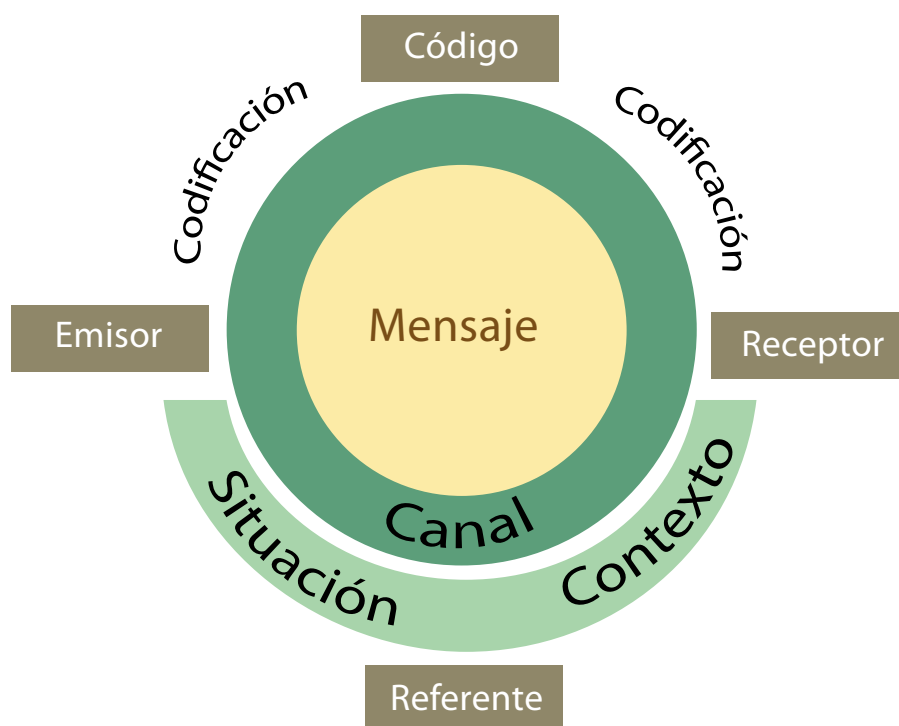 Código
Codificación
Codificación
Emisor
Mensaje
Receptor
Canal
Situación
Contexto
Referente